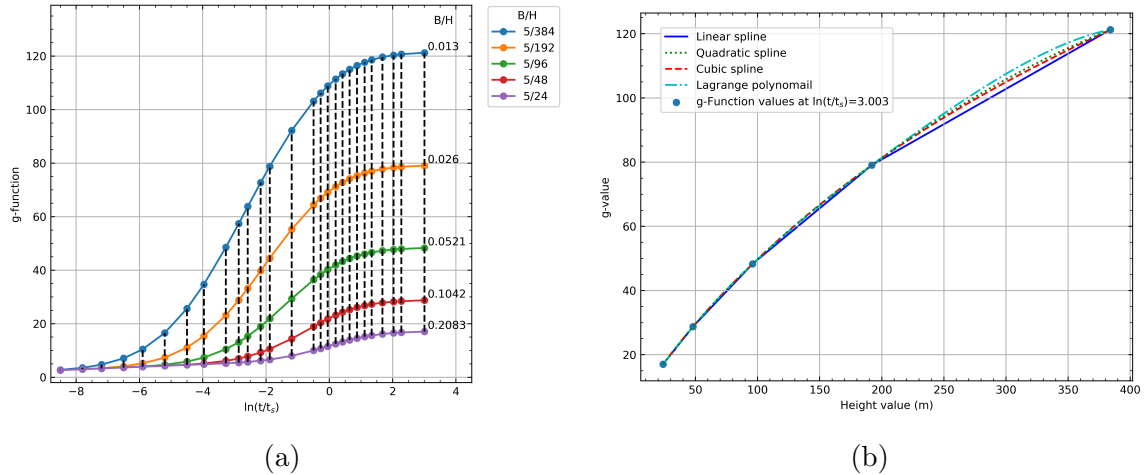 B/H
0.013
0.026
0.0521
0.1042
0.2083
120
100
80
60
40
20
0
g-function
−8
−6
−4
−2
0
2
4
ln(t/tₛ)
B/H
5/384
5/192
5/96
5/48
5/24
(a)
Linear spline
Quadratic spline
Cubic spline
Lagrange polynomail
g-Function values at ln(t/tₛ)=3.003
120
100
80
60
40
20
g-value
50
100
150
200
250
300
350
400
Height value (m)
(b)